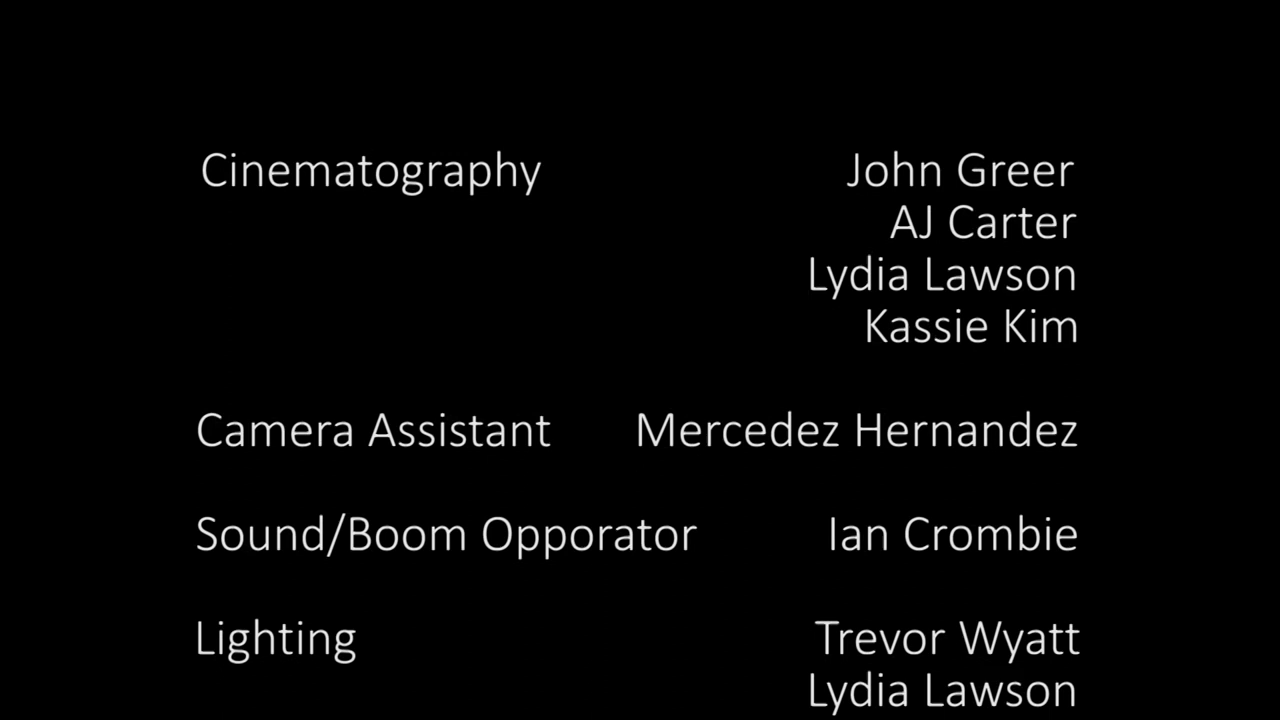 Cinematography John Greer
AJ Carter
Lydia Lawson
Kassie Kim
Camera Assistant Mercedez Hernandez
Sound/Boom Opporator Ian Crombie
Lighting Trevor Wyatt
Lydia Lawson